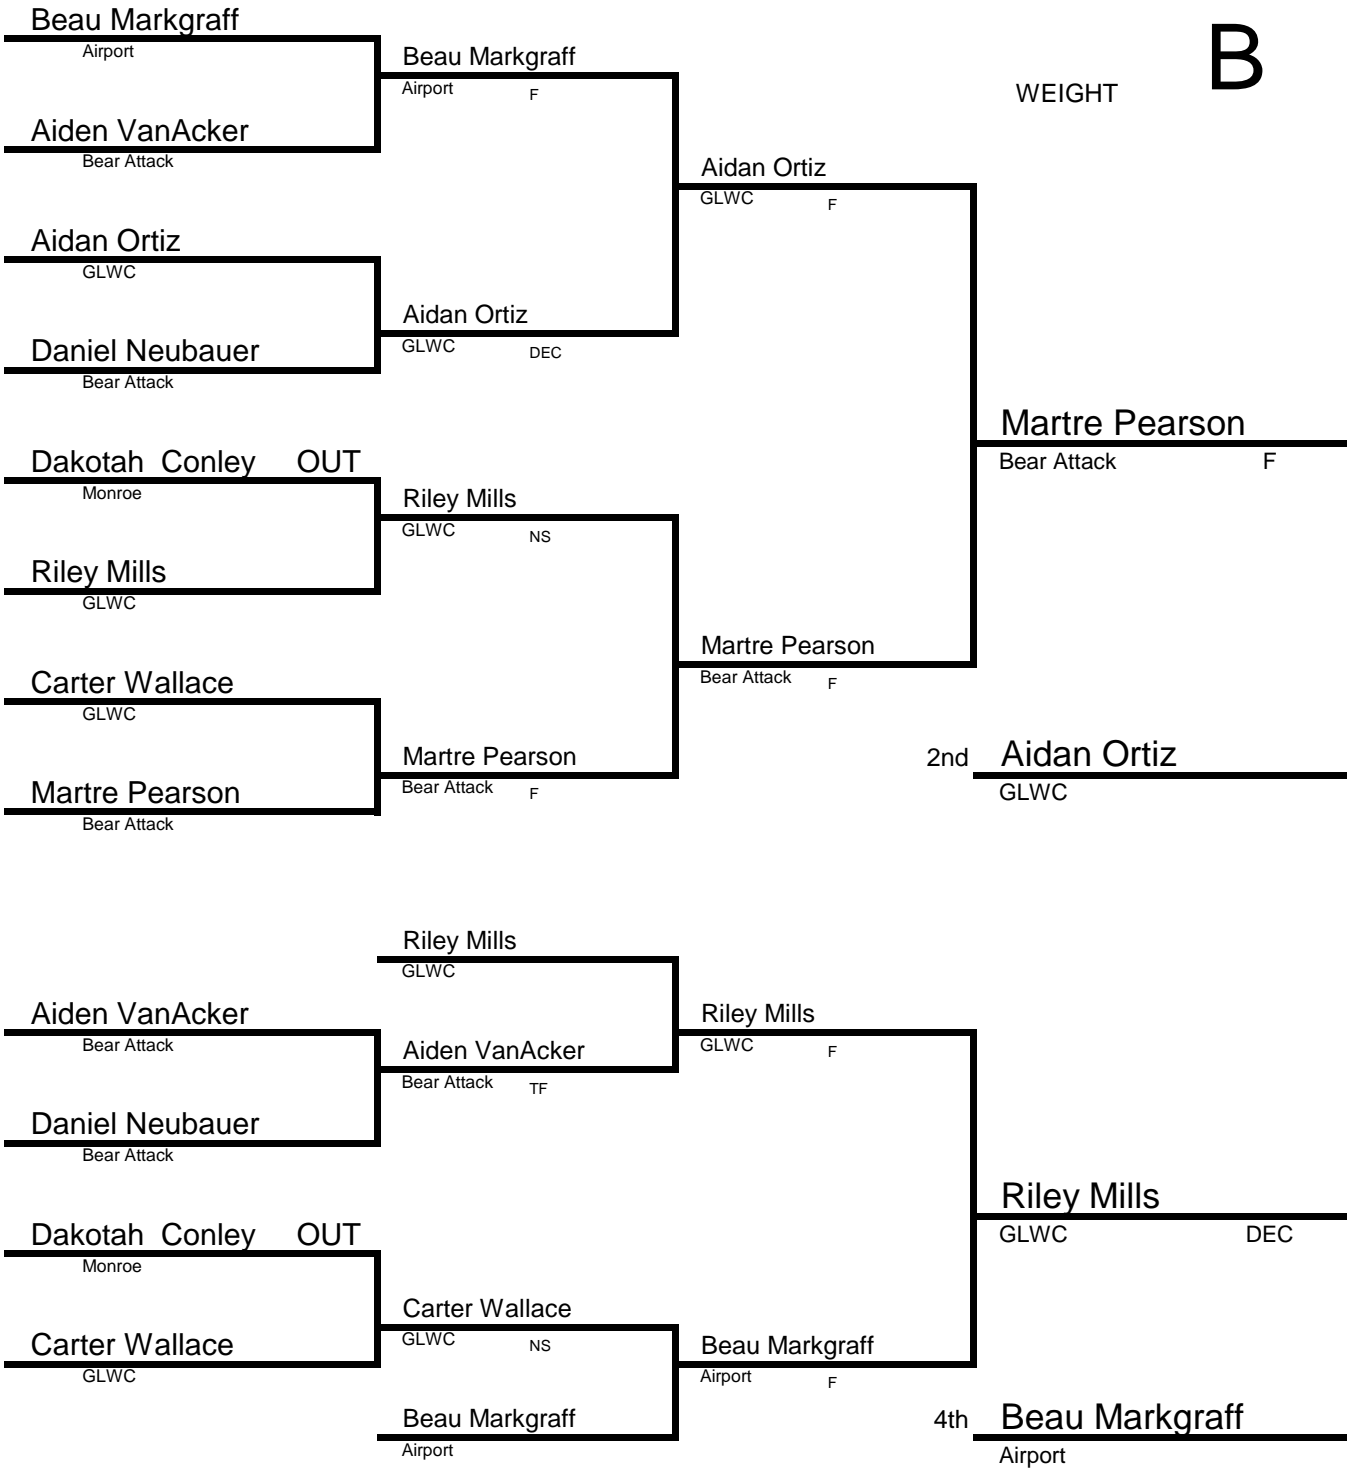 B
WEIGHT
Beau Markgraff
Airport
Aiden VanAcker
Bear Attack
Aidan Ortiz
GLWC
Daniel Neubauer
Bear Attack
Dakotah Conley OUT
Monroe
Riley Mills
GLWC
Carter Wallace
GLWC
Martre Pearson
Bear Attack
Beau Markgraff
Airport F
Aidan Ortiz
GLWC DEC
Riley Mills
GLWC NS
Martre Pearson
Bear Attack F
Aidan Ortiz
GLWC F
Martre Pearson
Bear Attack F
Martre Pearson
Bear Attack F
2nd Aidan Ortiz
GLWC
Aiden VanAcker
Bear Attack
Daniel Neubauer
Bear Attack
Dakotah Conley OUT
Monroe
Carter Wallace
GLWC
Riley Mills
GLWC
Aiden VanAcker
Bear Attack TF
Carter Wallace
GLWC NS
Beau Markgraff
Airport
Riley Mills
GLWC F
Beau Markgraff
Airport F
Riley Mills
GLWC DEC
4th Beau Markgraff
Airport